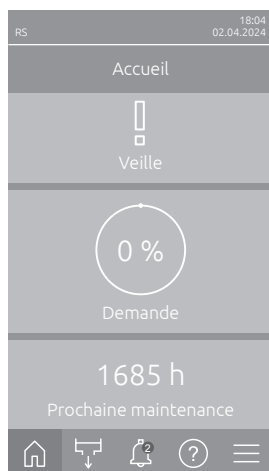 18:04
RS 02.04.2024
Accueil
Veille
0 %
Demande
1685 h
Prochaine maintenance
2
?